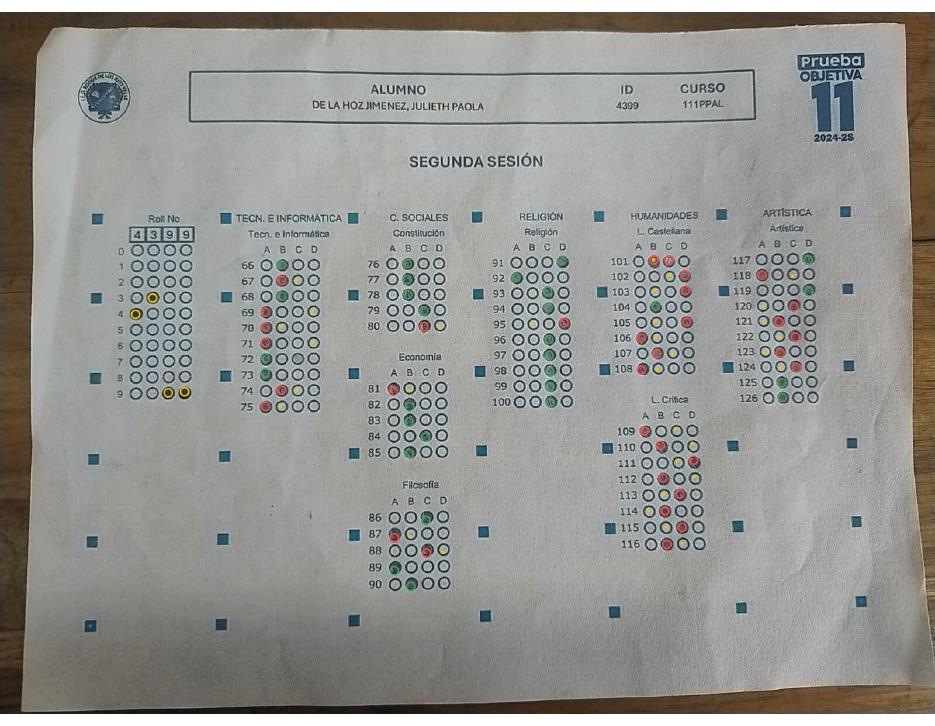 Prueba
OBJETIVA
11
2024-2S
ALUMNO ID CURSO
DE LA HOZ JIMENEZ, JULIETH PAOLA 4399 111PPAL
SEGUNDA SESIÓN
Roll No
4 3 9 9
0
1
2
3
4
5
6
7
8
9
TECN. E INFORMÁTICA
Tecn. e Informática
A B C D
66
67
68
69
70
71
72
73
74
75
C. SOCIALES
Constitución
A B C D
76
77
78
79
80
Economía
A B C D
81
82
83
84
85
Filosofía
A B C D
86
87
88
89
90
RELIGIÓN
Religión
A B C D
91
92
93
94
95
96
97
98
99
100
HUMANIDADES
L. Castellana
A B C D
101
102
103
104
105
106
107
108
L. Crítica
A B C D
109
110
111
112
113
114
115
116
ARTÍSTICA
Artística
A B C D
117
118
119
120
121
122
123
124
125
126